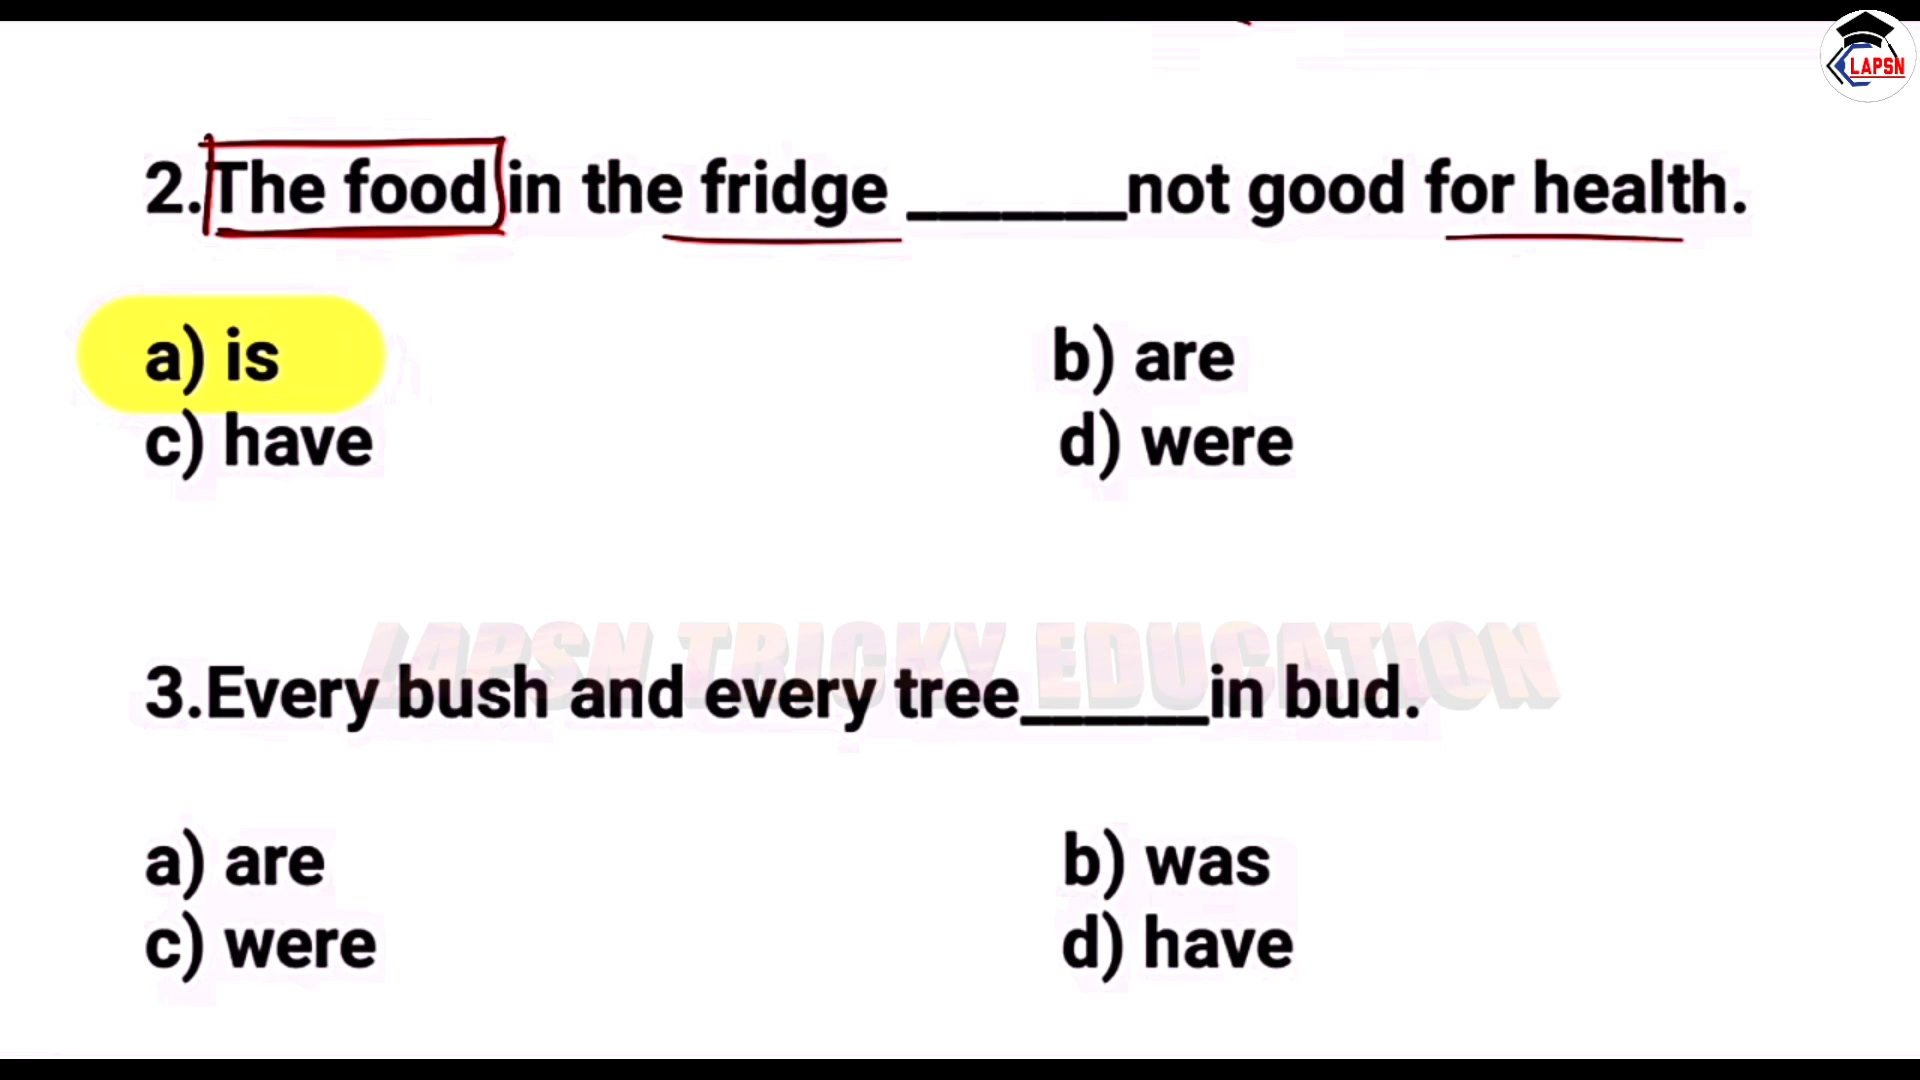 LAPSN
2.The food in the fridge ______not good for health.
a) is
b) are
c) have
d) were
LAPSN TRICKY EDUCATION
3.Every bush and every tree_____in bud.
a) are
b) was
c) were
d) have